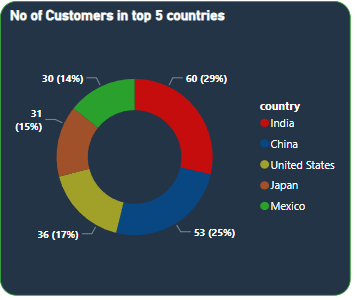 No of Customers in top 5 countries
30 (14%)
60 (29%)
31
(15%)
36 (17%)
53 (25%)
country
India
China
United States
Japan
Mexico